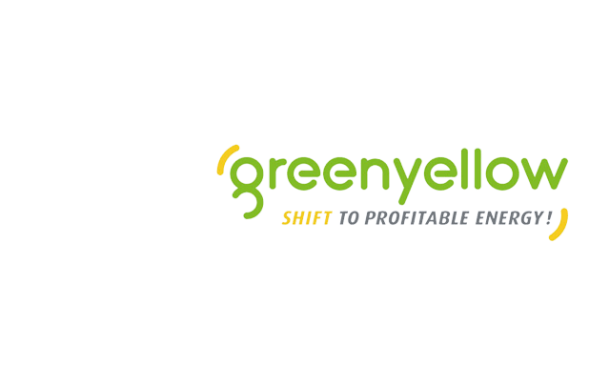 greenyellow
SHIFT TO PROFITABLE ENERGY!